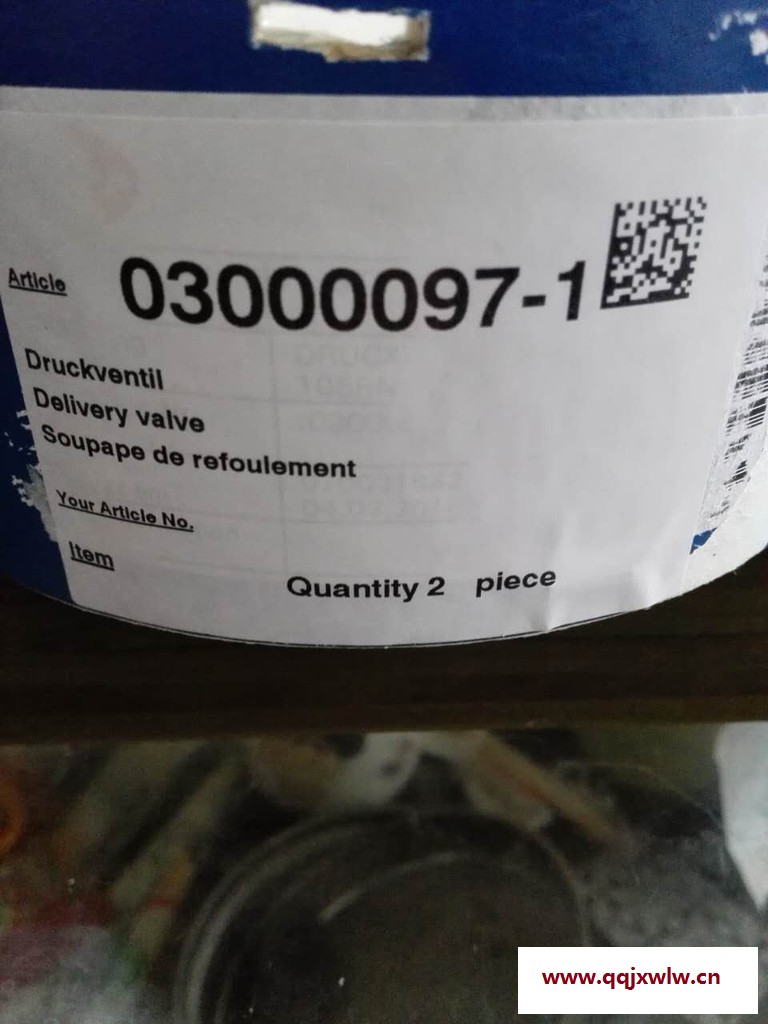 Article 03000097-1
Druckventil
Delivery valve
Soupape de refoulement
Your Article No.
Item
Quantity 2 piece
www.qqjxwlw.cn